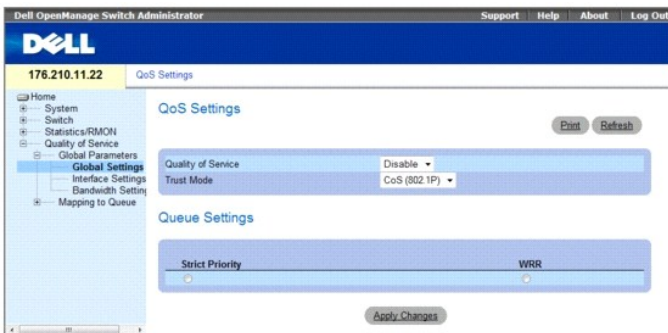 Dell OpenManage Switch Administrator
Support Help About Log Out
DELL
176.210.11.22 QoS Settings
Home
System
Switch
Statistics/RMON
Quality of Service
Global Parameters
Global Settings
Interface Settings
Bandwidth Setting
Mapping to Queue
QoS Settings
Print Refresh
Quality of Service Disable
Trust Mode CoS (802.1P)
Queue Settings
Strict Priority WRR
Apply Changes